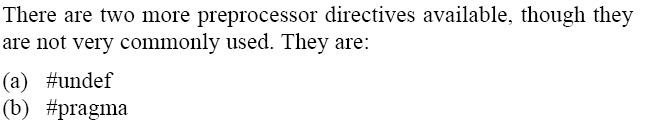 There are two more preprocessor directives available, though they
are not very commonly used. They are:
(a) #undef
(b) #pragma